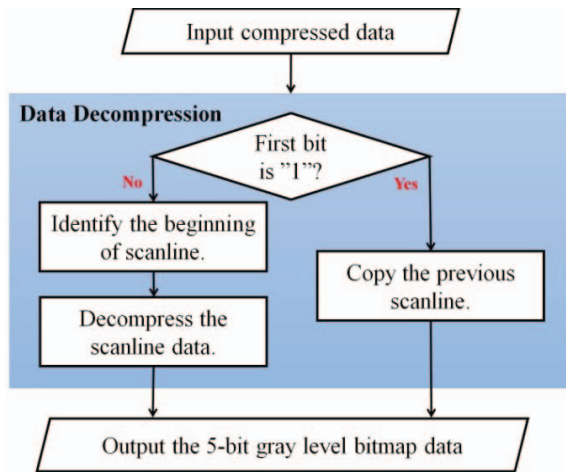 Input compressed data
Data Decompression
First bit
is ”1”?
No
Yes
Identify the beginning
of scanline.
Copy the previous
scanline.
Decompress the
scanline data.
Output the 5-bit gray level bitmap data